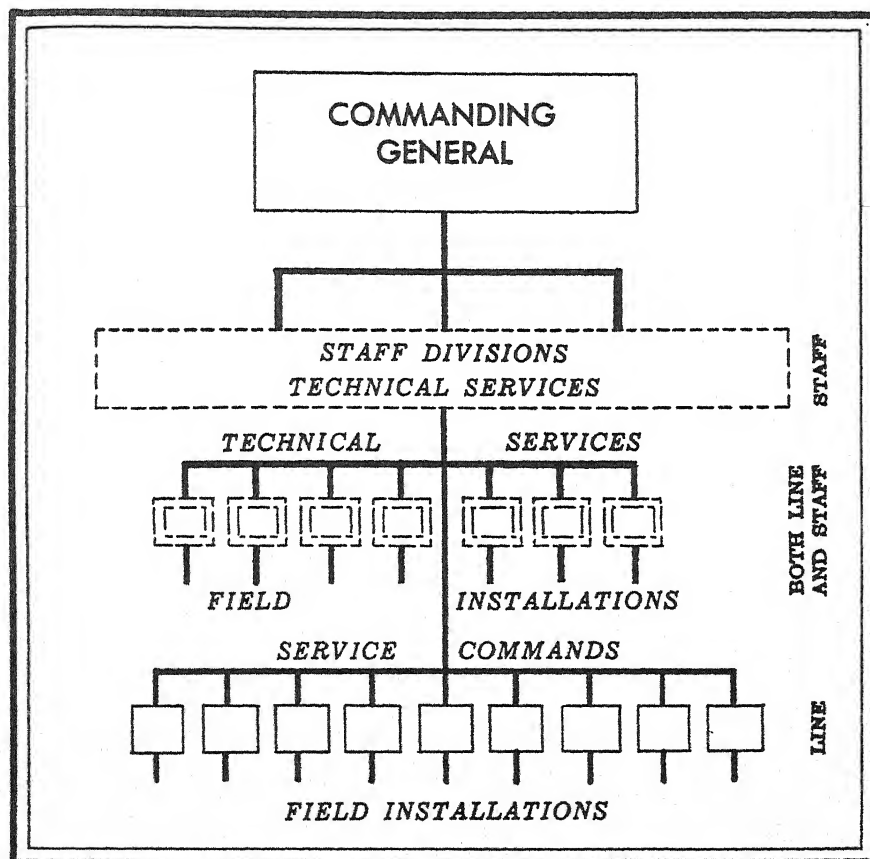 COMMANDING
GENERAL
STAFF DIVISIONS
TECHNICAL SERVICES
STAFF
TECHNICAL SERVICES
BOTH LINE
AND STAFF
FIELD INSTALLATIONS
SERVICE COMMANDS
LINE
FIELD INSTALLATIONS